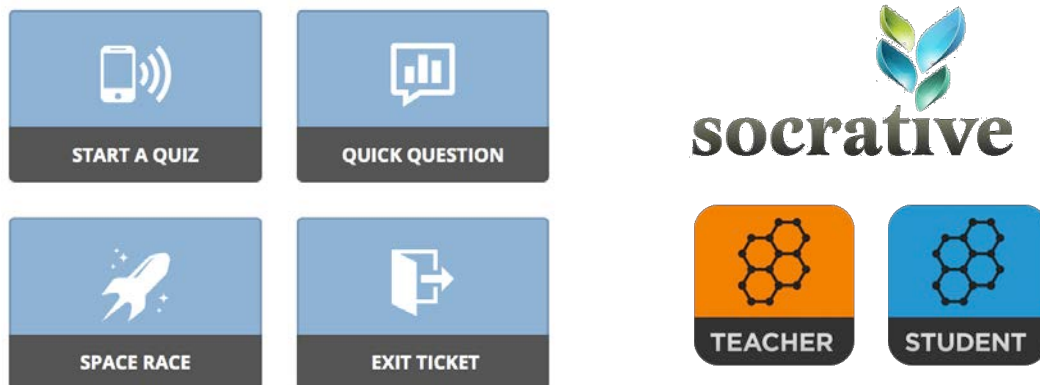 START A QUIZ
QUICK QUESTION
SPACE RACE
EXIT TICKET
socrative
TEACHER
STUDENT